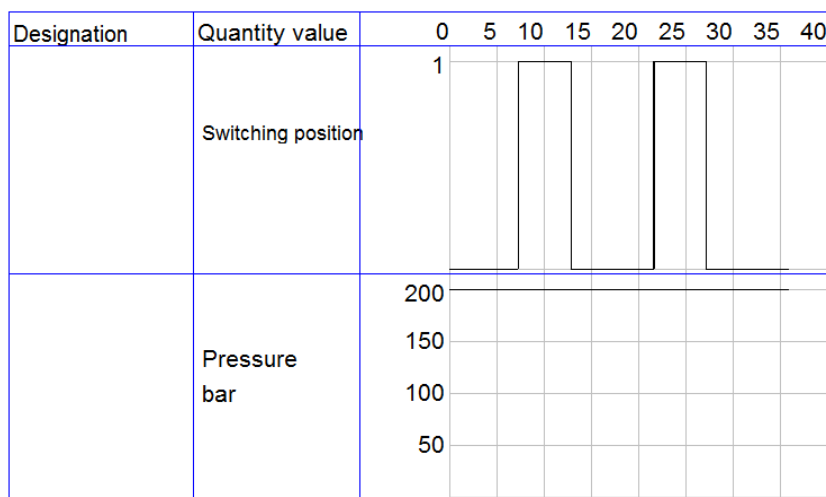 Designation Quantity value 0 5 10 15 20 25 30 35 40
1
Switching position
200
150
Pressure
bar
100
50